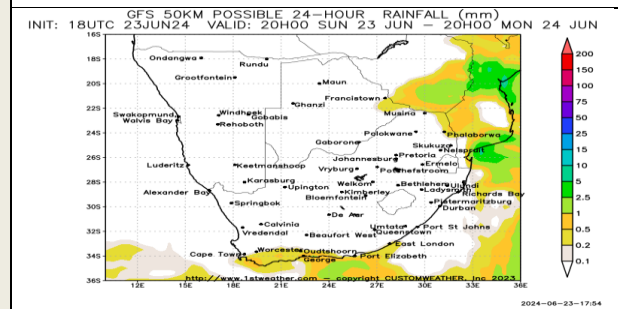 GFS 50KM POSSIBLE 24-HOUR RAINFALL (mm)
INIT: 18UTC 23JUN24 VALID: 20H00 SUN 23 JUN - 20H00 MON 24 JUN
16S
Ondangwa
Rundu
200
18S
150
Grootfontein
100
20S
Maun
75
Francistown
Ghanzi
50
22S
Swakopmund
Windhoek
Gobabis
Musina
25
Walvis Bay
Rehoboth
20
24S
Polokwane
Phalaborwa
15
Gaborone
Skukuza
Nelspruit
10
26S
Johannesburg
Pretoria
Luderitz
Keetmanshoop
Vryburg
Ermelo
5
Potchefstroom
28S
Karasburg
Welkom
Bethlehem
Ulundi
2.5
Alexander Bay
Upington
Kimberley
Ladysmith
Richards Bay
1
Bloemfontein
Pietermaritzburg
30S
Springbok
Durban
0.5
De Aar
Calvinia
Umtata
Port St Johns
0.2
32S
Vredendal
Beaufort West
Queenstown
0.1
East London
34S
Cape Town
Worcester
Oudtshoorn
George
Port Elizabeth
http://www.1stweather.com - copyright CUSTOMWEATHER, Inc 2023
36S
12E 15E 18E 21E 24E 27E 30E 33E 36E
2024-06-23-17:54